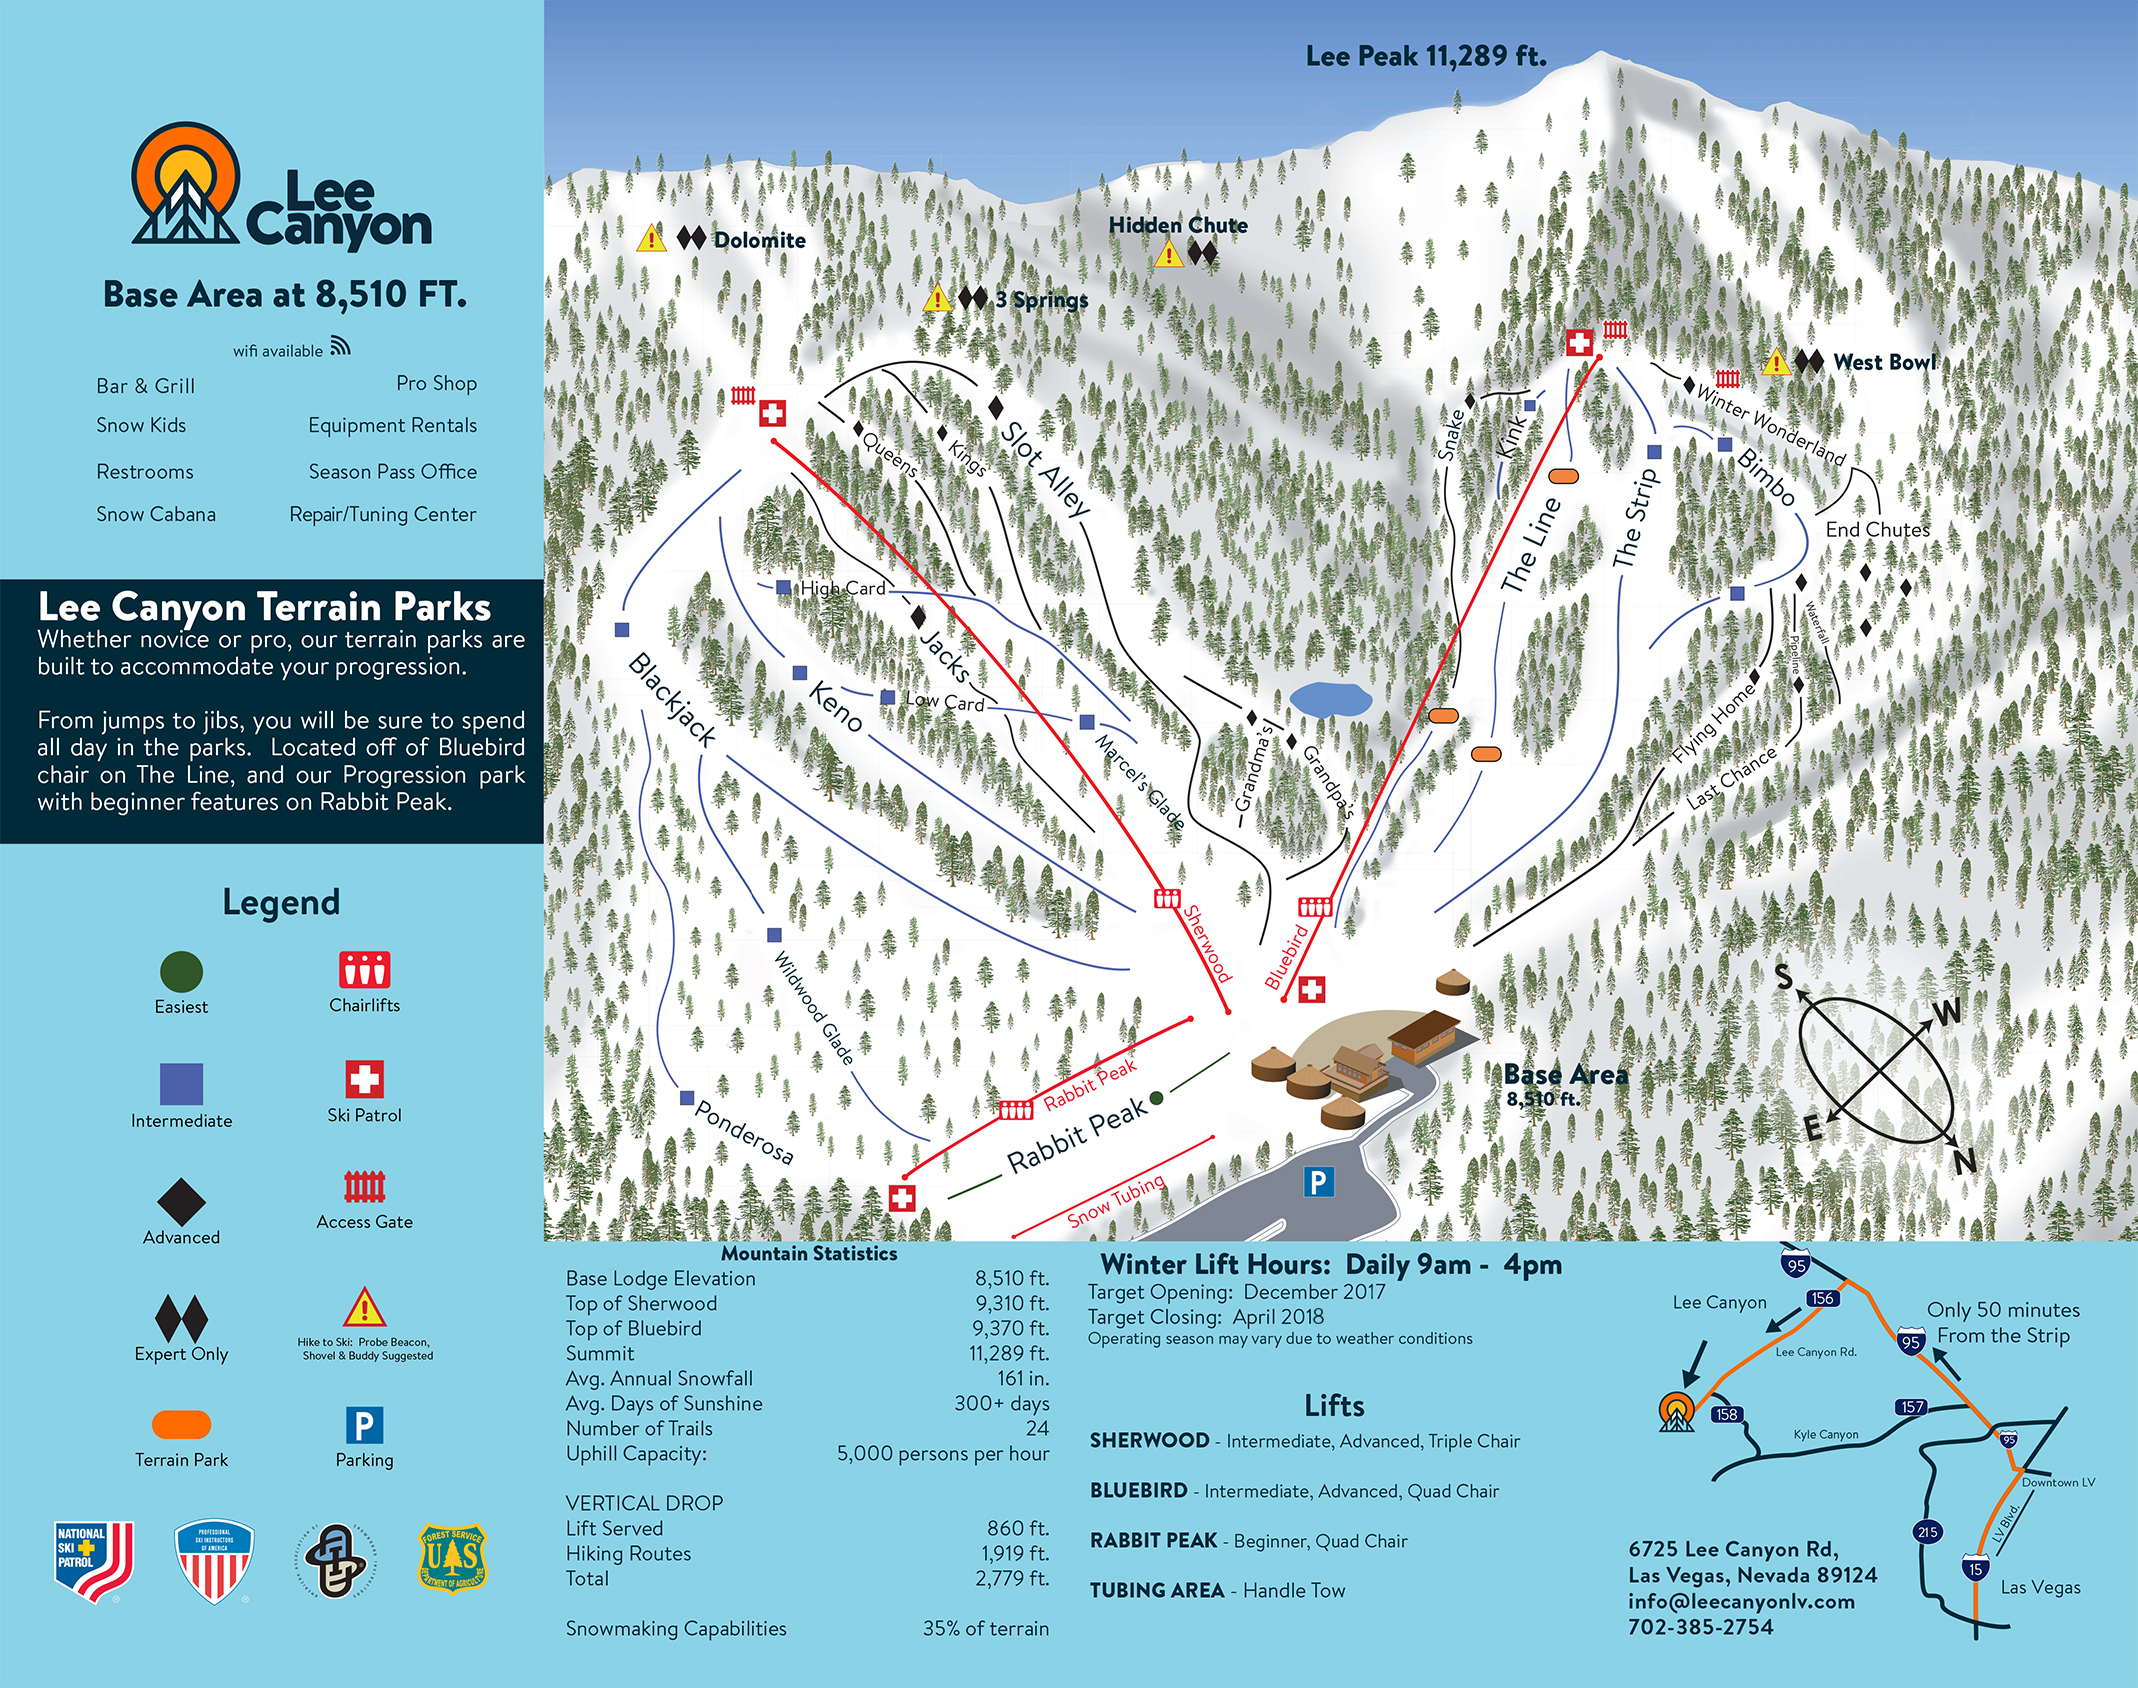 Lee
Canyon
Base Area at 8,510 FT.
wifi available
Bar & Grill
Pro Shop
Snow Kids
Equipment Rentals
Restrooms
Season Pass Office
Snow Cabana
Repair/Tuning Center
Lee Canyon Terrain Parks
Whether novice or pro, our terrain parks are
built to accommodate your progression.
From jumps to jibs, you will be sure to spend
all day in the parks. Located off of Bluebird
chair on The Line, and our Progression park
with beginner features on Rabbit Peak.
Legend
Easiest
Chairlifts
Intermediate
Ski Patrol
Advanced
Access Gate
Expert Only
Hike to Ski: Probe Beacon,
Shovel & Buddy Suggested
Terrain Park
P
Parking
NATIONAL
SKI
PATROL
PROFESSIONAL
SKI INSTRUCTORS
OF AMERICA
FOREST SERVICE
U S
DEPARTMENT OF AGRICULTURE
Lee Peak 11,289 ft.
Dolomite
Hidden Chute
3 Springs
West Bowl
Queens
Kings
Slot Alley
Snake
Kink
The Line
The Strip
Winter Wonderland
Bimbo
End Chutes
High Card
Jacks
Low Card
Blackjack
Keno
Marcel's Glade
Grandma's
Grandpa's
Waterfall
Pipeline
Flying Home
Last Chance
Sherwood
Bluebird
Wildwood Glade
Ponderosa
Rabbit Peak
Rabbit Peak
Snow Tubing
P
Base Area
8,510 ft.
S
W
E
N
Mountain Statistics
Base Lodge Elevation 8,510 ft.
Top of Sherwood 9,310 ft.
Top of Bluebird 9,370 ft.
Summit 11,289 ft.
Avg. Annual Snowfall 161 in.
Avg. Days of Sunshine 300+ days
Number of Trails 24
Uphill Capacity: 5,000 persons per hour
VERTICAL DROP
Lift Served 860 ft.
Hiking Routes 1,919 ft.
Total 2,779 ft.
Snowmaking Capabilities 35% of terrain
Winter Lift Hours: Daily 9am - 4pm
Target Opening: December 2017
Target Closing: April 2018
Operating season may vary due to weather conditions
Lifts
SHERWOOD - Intermediate, Advanced, Triple Chair
BLUEBIRD - Intermediate, Advanced, Quad Chair
RABBIT PEAK - Beginner, Quad Chair
TUBING AREA - Handle Tow
95
Lee Canyon
156
Only 50 minutes
From the Strip
95
Lee Canyon Rd.
158
157
Kyle Canyon
95
Downtown LV
LV Blvd.
215
15
Las Vegas
6725 Lee Canyon Rd,
Las Vegas, Nevada 89124
info@leecanyonlv.com
702-385-2754